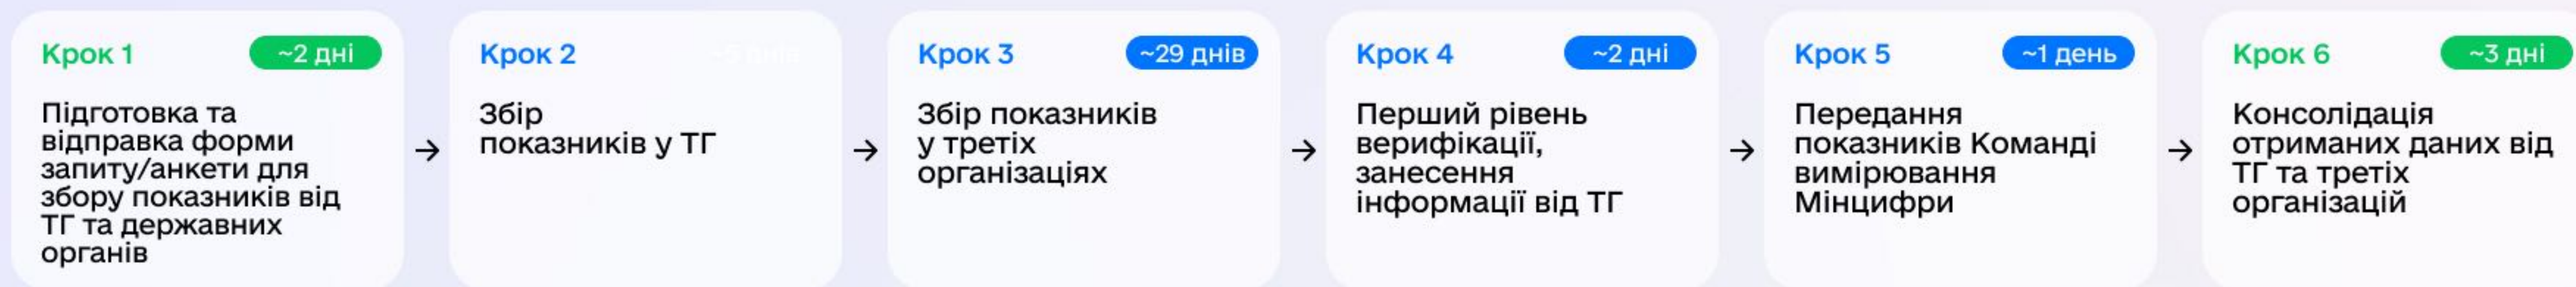 Крок 1
~2 дні
Підготовка та
відправка форми
запиту/анкети для
збору показників від
ТГ та державних
органів
→
Крок 2
Збір
показників у ТГ
→
Крок 3
~29 днів
Збір показників
у третіх
організаціях
→
Крок 4
~2 дні
Перший рівень
верифікації,
занесення
інформації від ТГ
→
Крок 5
~1 день
Передання
показників Команді
вимірювання
Мінцифри
→
Крок 6
~3 дні
Консолідація
отриманих даних від
ТГ та третіх
організацій